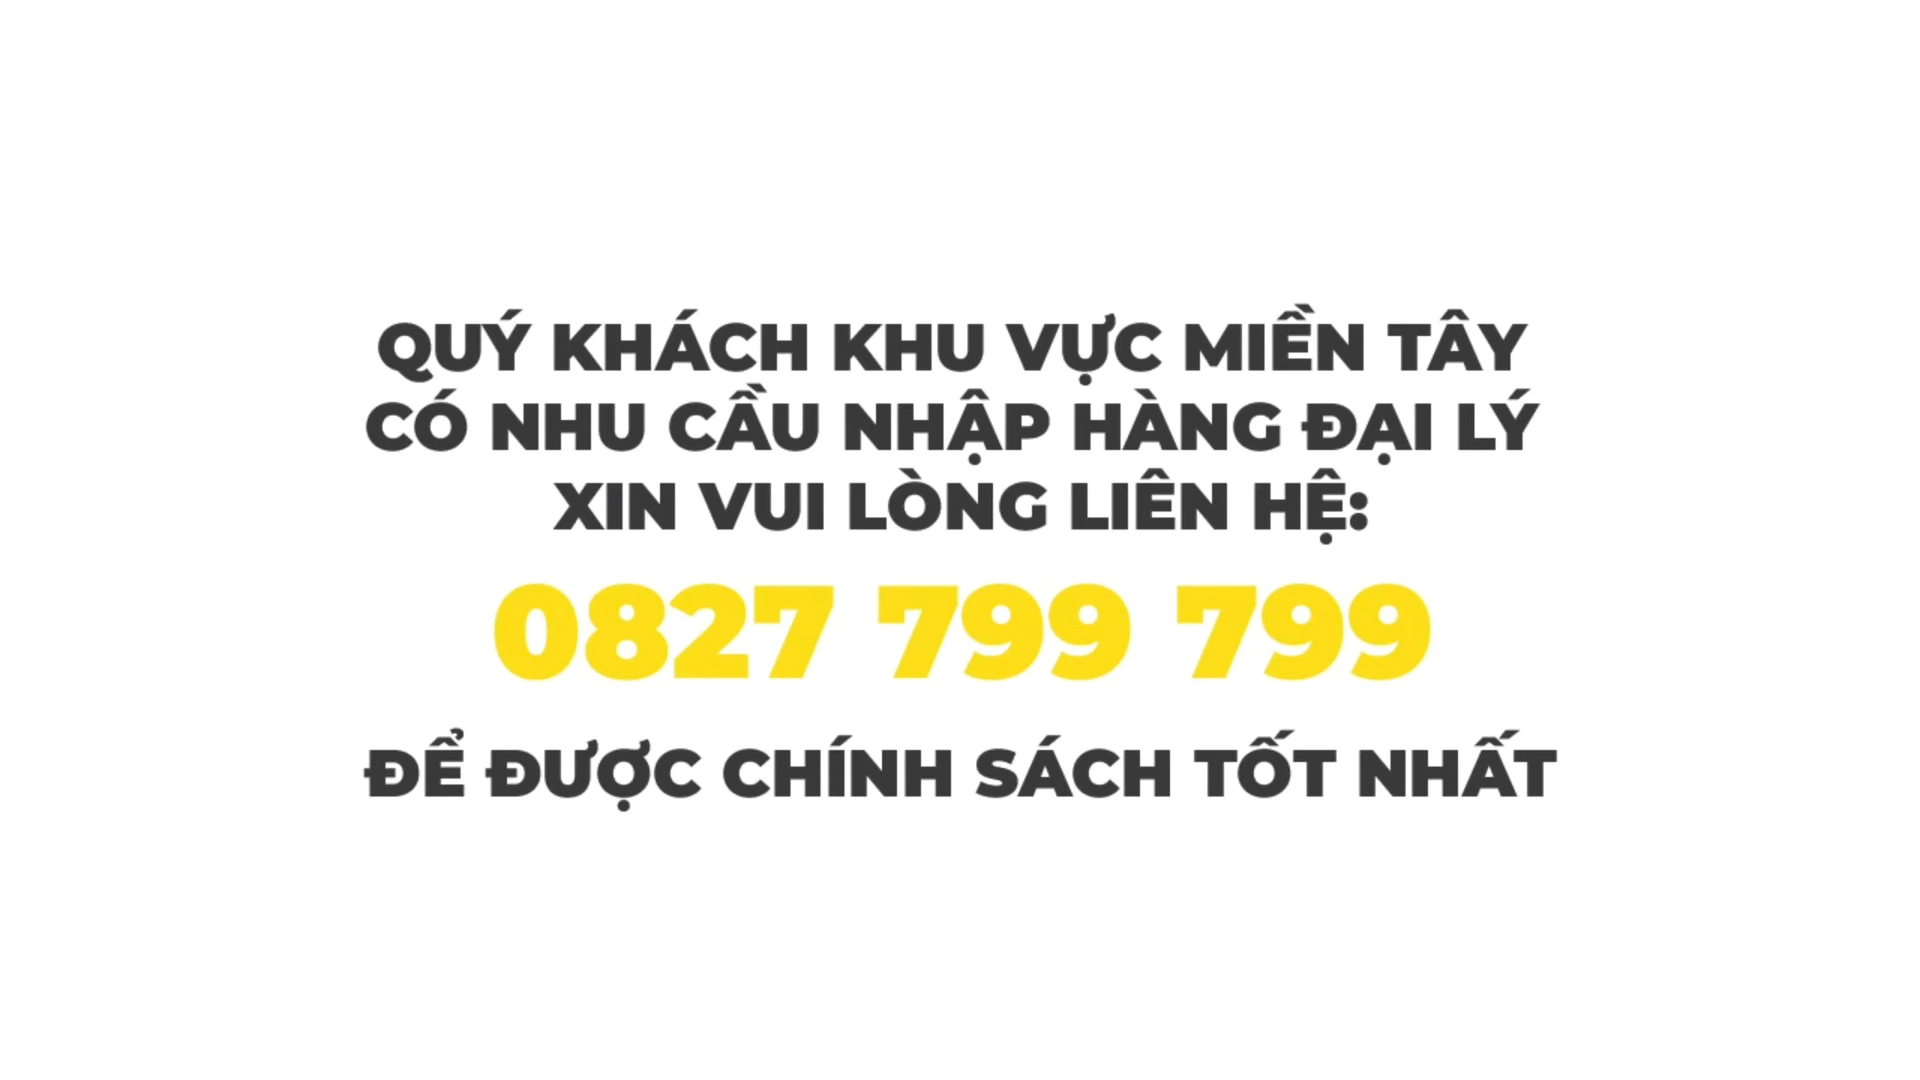 QUÝ KHÁCH KHU VỰC MIỀN TÂY
CÓ NHU CẦU NHẬP HÀNG ĐẠI LÝ
XIN VUI LÒNG LIÊN HỆ:
0827 799 799
ĐỂ ĐƯỢC CHÍNH SÁCH TỐT NHẤT